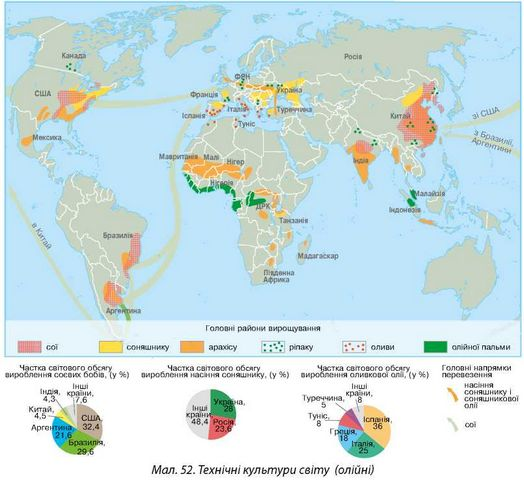 Канада
США
Мексика
Бразилія
Аргентина
в Китай
ФРН
Росія
Франція
Україна
Італія
Іспанія
Туреччина
Туніс
Мавританія
Малі
Нігер
Нігерія
ДРК
Танзанія
Мадагаскар
Південна
Африка
Індія
Китай
Малайзія
Індонезія
зі США
з Бразилії,
Аргентини
Головні райони вирощування
сої
соняшнику
арахісу
ріпаку
оливи
олійної пальми
Частка світового обсягу
вироблення соєвих бобів, (у %)
Індія,
4,3
Інші
країни,
7,6
Китай,
4,5
США,
32,4
Аргентина
21,6
Бразилія,
29,6
Частка світового обсягу
вироблення насіння соняшнику, (у %)
Інші
країни,
48,4
Україна,
28
Росія,
23,6
Частка світового обсягу
вироблення оливкової олії, (у %)
Туреччина,
5
Інші
країни,
8
Туніс,
8
Греція,
18
Іспанія,
36
Італія,
25
Головні напрямки
перевезення
насіння
соняшнику і
соняшникової
олії
сої
Мал. 52. Технічні культури світу (олійні)